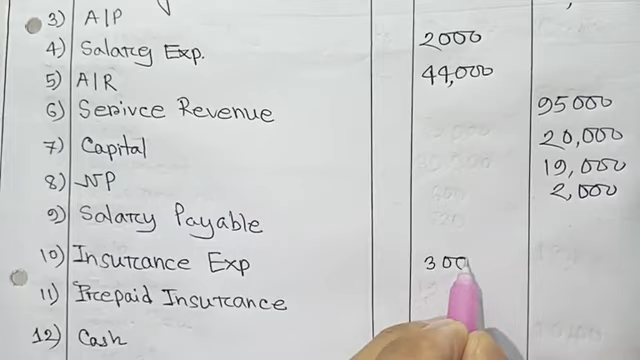 3) A/P
4) Salary Exp. 2000
5) A/R 44,000
6) Serivce Revenue 95000
7) Capital 20,000
8) NP 19,000
9) Salary Payable 2,000
10) Insurance Exp 300
11) Prepaid Insurance
12) Cash